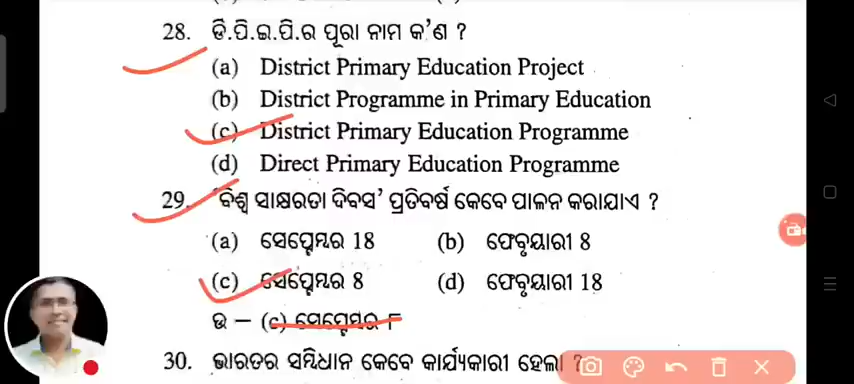 28. ଡି.ପି.ଇ.ପି.ର ପୂରା ନାମ କ'ଣ ?
(a) District Primary Education Project
(b) District Programme in Primary Education
(c) District Primary Education Programme
(d) Direct Primary Education Programme
29. 'ବିଶ୍ୱ ସାକ୍ଷରତା ଦିବସ' ପ୍ରତିବର୍ଷ କେବେ ପାଳନ କରାଯାଏ ?
(a) ସେପ୍ଟେମ୍ବର 18 (b) ଫେବୃୟାରୀ 8
(c) ସେପ୍ଟେମ୍ବର 8 (d) ଫେବୃୟାରୀ 18
ଉ – (c) ସେପ୍ଟେମ୍ବର
30. ଭାରତର ସମ୍ବିଧାନ କେବେ କାର୍ଯ୍ୟକାରୀ ହେଲା ?